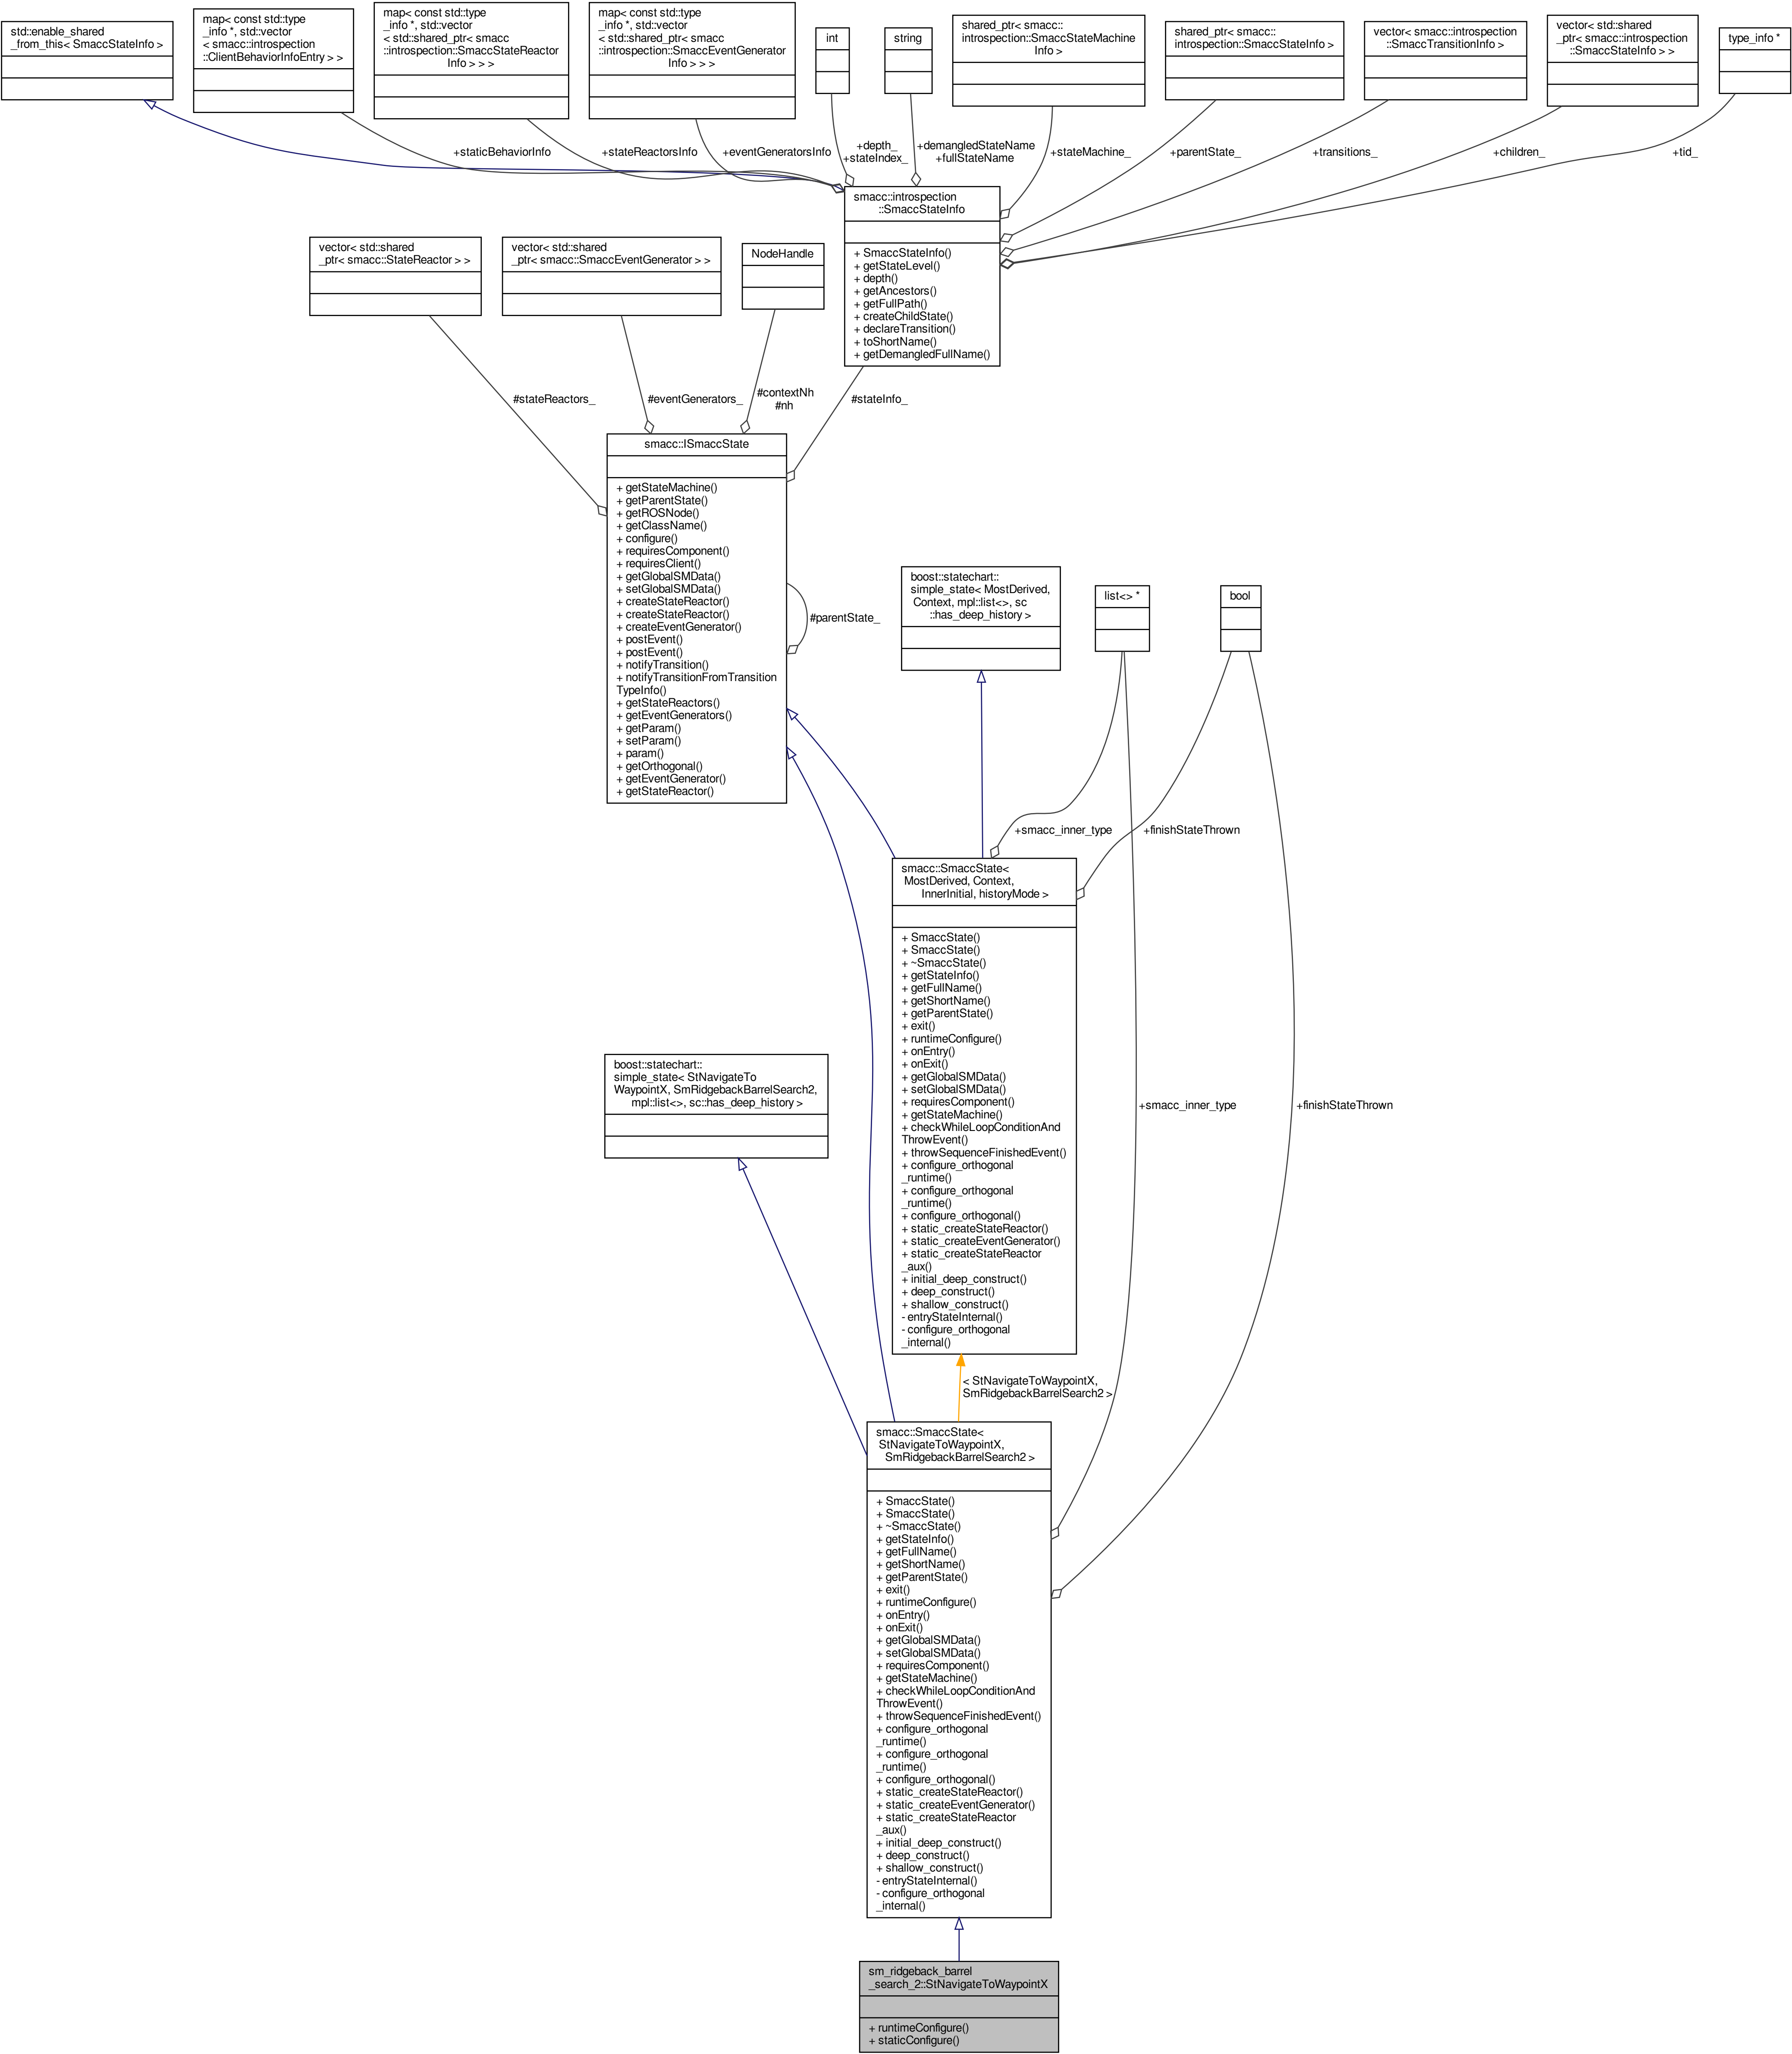 std::enable_shared
_from_this< SmaccStateInfo >
map< const std::type
_info *, std::vector
< smacc::introspection
::ClientBehaviorInfoEntry > >
map< const std::type
_info *, std::vector
< std::shared_ptr< smacc
::introspection::SmaccStateReactor
Info > > >
map< const std::type
_info *, std::vector
< std::shared_ptr< smacc
::introspection::SmaccEventGenerator
Info > > >
int
string
shared_ptr< smacc::
introspection::SmaccStateMachine
Info >
shared_ptr< smacc::
introspection::SmaccStateInfo >
vector< smacc::introspection
::SmaccTransitionInfo >
vector< std::shared
_ptr< smacc::introspection
::SmaccStateInfo > >
type_info *
+staticBehaviorInfo
+stateReactorsInfo
+eventGeneratorsInfo
+depth_
+stateIndex_
+demangledStateName
+fullStateName
+stateMachine_
+parentState_
+transitions_
+children_
+tid_
smacc::introspection
::SmaccStateInfo
+ SmaccStateInfo()
+ getStateLevel()
+ depth()
+ getAncestors()
+ getFullPath()
+ createChildState()
+ declareTransition()
+ toShortName()
+ getDemangledFullName()
vector< std::shared
_ptr< smacc::StateReactor > >
vector< std::shared
_ptr< smacc::SmaccEventGenerator > >
NodeHandle
#stateReactors_
#eventGenerators_
#contextNh
#nh
#stateInfo_
smacc::ISmaccState
+ getStateMachine()
+ getParentState()
+ getROSNode()
+ getClassName()
+ configure()
+ requiresComponent()
+ requiresClient()
+ getGlobalSMData()
+ setGlobalSMData()
+ createStateReactor()
+ createStateReactor()
+ createEventGenerator()
+ postEvent()
+ postEvent()
+ notifyTransition()
+ notifyTransitionFromTransition
TypeInfo()
+ getStateReactors()
+ getEventGenerators()
+ getParam()
+ setParam()
+ param()
+ getOrthogonal()
+ getEventGenerator()
+ getStateReactor()
#parentState_
boost::statechart::
simple_state< MostDerived,
Context, mpl::list<>, sc
::has_deep_history >
list<> *
bool
+smacc_inner_type
+finishStateThrown
smacc::SmaccState<
MostDerived, Context,
InnerInitial, historyMode >
+ SmaccState()
+ SmaccState()
+ ~SmaccState()
+ getStateInfo()
+ getFullName()
+ getShortName()
+ getParentState()
+ exit()
+ runtimeConfigure()
+ onEntry()
+ onExit()
+ getGlobalSMData()
+ setGlobalSMData()
+ requiresComponent()
+ getStateMachine()
+ checkWhileLoopConditionAnd
ThrowEvent()
+ throwSequenceFinishedEvent()
+ configure_orthogonal
_runtime()
+ configure_orthogonal
_runtime()
+ configure_orthogonal()
+ static_createStateReactor()
+ static_createEventGenerator()
+ static_createStateReactor
_aux()
+ initial_deep_construct()
+ deep_construct()
+ shallow_construct()
- entryStateInternal()
- configure_orthogonal
_internal()
boost::statechart::
simple_state< StNavigateTo
WaypointX, SmRidgebackBarrelSearch2,
mpl::list<>, sc::has_deep_history >
+smacc_inner_type
+finishStateThrown
< StNavigateToWaypointX,
SmRidgebackBarrelSearch2 >
smacc::SmaccState<
StNavigateToWaypointX,
SmRidgebackBarrelSearch2 >
+ SmaccState()
+ SmaccState()
+ ~SmaccState()
+ getStateInfo()
+ getFullName()
+ getShortName()
+ getParentState()
+ exit()
+ runtimeConfigure()
+ onEntry()
+ onExit()
+ getGlobalSMData()
+ setGlobalSMData()
+ requiresComponent()
+ getStateMachine()
+ checkWhileLoopConditionAnd
ThrowEvent()
+ throwSequenceFinishedEvent()
+ configure_orthogonal
_runtime()
+ configure_orthogonal
_runtime()
+ configure_orthogonal()
+ static_createStateReactor()
+ static_createEventGenerator()
+ static_createStateReactor
_aux()
+ initial_deep_construct()
+ deep_construct()
+ shallow_construct()
- entryStateInternal()
- configure_orthogonal
_internal()
sm_ridgeback_barrel
_search_2::StNavigateToWaypointX
+ runtimeConfigure()
+ staticConfigure()